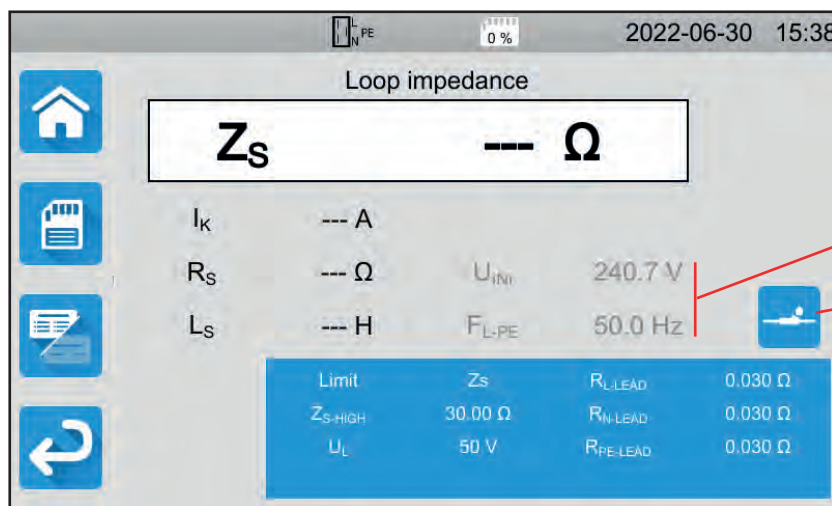 L N PE 0 % 2022-06-30 15:38
Loop impedance
ZS --- Ω
IK --- A
RS --- Ω UINI 240.7 V
LS --- H FL-PE 50.0 Hz
Limit Zs RL-LEAD 0.030 Ω
ZS-HIGH 30.00 Ω RN-LEAD 0.030 Ω
UL 50 V RPE-LEAD 0.030 Ω